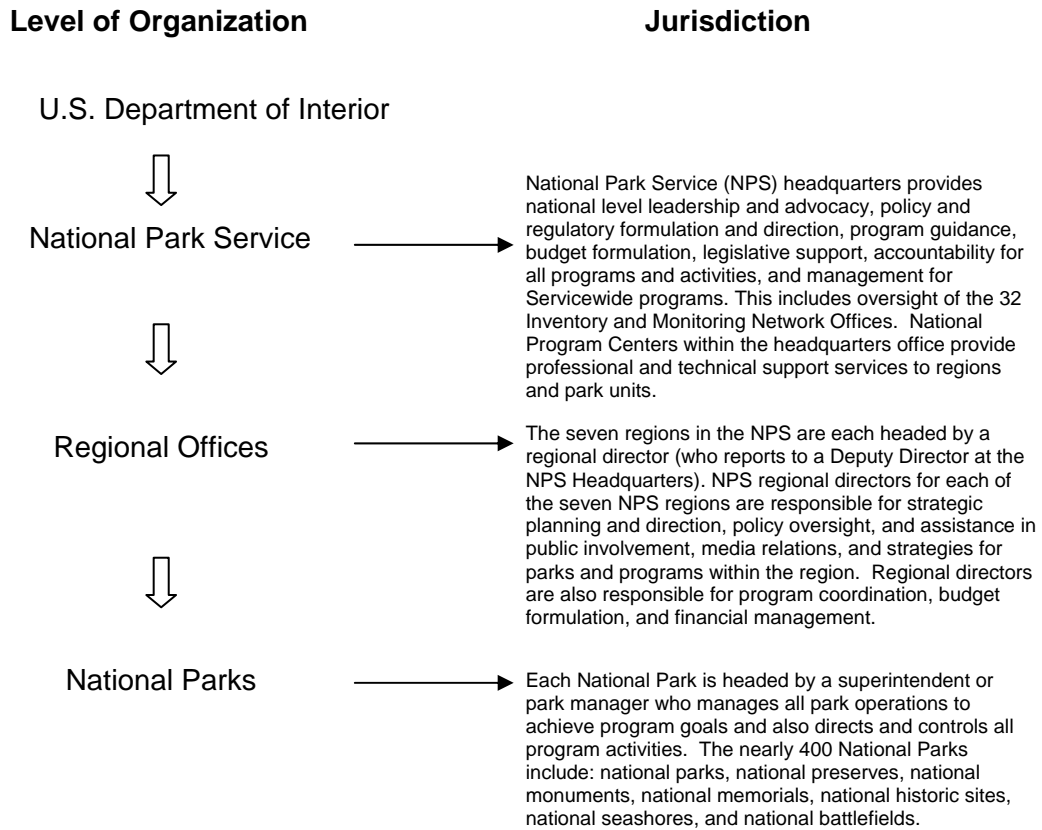 Level of Organization
Jurisdiction
U.S. Department of Interior
National Park Service
National Park Service (NPS) headquarters provides
national level leadership and advocacy, policy and
regulatory formulation and direction, program guidance,
budget formulation, legislative support, accountability for
all programs and activities, and management for
Servicewide programs. This includes oversight of the 32
Inventory and Monitoring Network Offices.  National
Program Centers within the headquarters office provide
professional and technical support services to regions
and park units.
Regional Offices
The seven regions in the NPS are each headed by a
regional director (who reports to a Deputy Director at the
NPS Headquarters). NPS regional directors for each of
the seven NPS regions are responsible for strategic
planning and direction, policy oversight, and assistance in
public involvement, media relations, and strategies for
parks and programs within the region.  Regional directors
are also responsible for program coordination, budget
formulation, and financial management.
National Parks
Each National Park is headed by a superintendent or
park manager who manages all park operations to
achieve program goals and also directs and controls all
program activities.  The nearly 400 National Parks
include: national parks, national preserves, national
monuments, national memorials, national historic sites,
national seashores, and national battlefields.